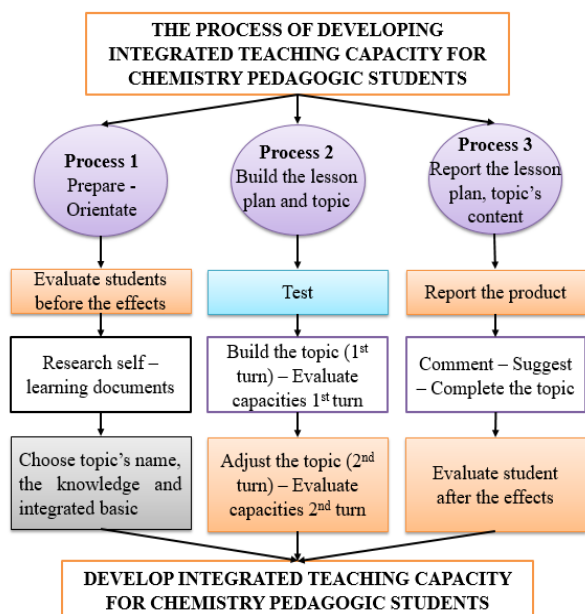 THE PROCESS OF DEVELOPING
INTEGRATED TEACHING CAPACITY FOR
CHEMISTRY PEDAGOGIC STUDENTS
Process 1
Prepare -
Orientate
Process 2
Build the lesson
plan and topic
Process 3
Report the lesson
plan, topic's
content
Evaluate students
before the effects
Test
Report the product
Research self –
learning documents
Build the topic (1st
turn) – Evaluate
capacities 1st turn
Comment – Suggest
– Complete the topic
Choose topic's name,
the knowledge and
integrated basic
Adjust the topic (2nd
turn) – Evaluate
capacities 2nd turn
Evaluate student
after the effects
DEVELOP INTEGRATED TEACHING CAPACITY
FOR CHEMISTRY PEDAGOGIC STUDENTS